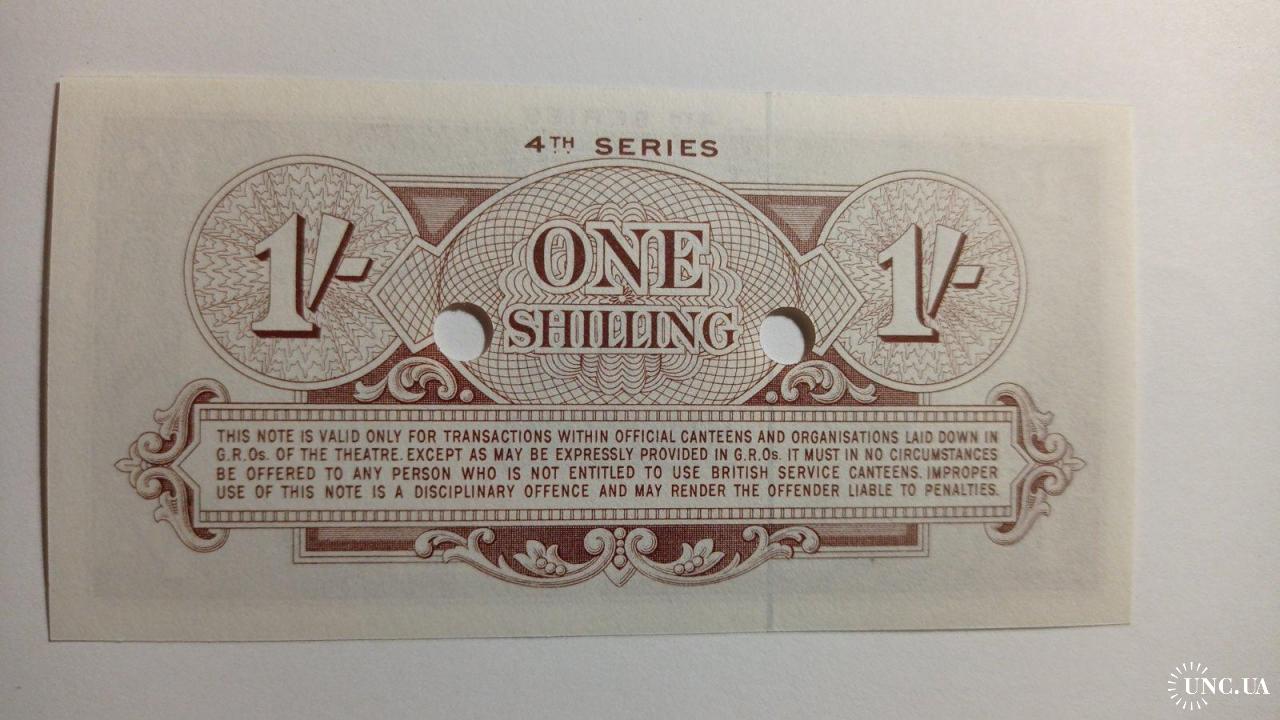 4TH SERIES
1/- ONE 1/-
SHILLING
THIS NOTE IS VALID ONLY FOR TRANSACTIONS WITHIN OFFICIAL CANTEENS AND ORGANISATIONS LAID DOWN IN
G.R.Os. OF THE THEATRE. EXCEPT AS MAY BE EXPRESSLY PROVIDED IN G.R.Os. IT MUST IN NO CIRCUMSTANCES
BE OFFERED TO ANY PERSON WHO IS NOT ENTITLED TO USE BRITISH SERVICE CANTEENS. IMPROPER
USE OF THIS NOTE IS A DISCIPLINARY OFFENCE AND MAY RENDER THE OFFENDER LIABLE TO PENALTIES.
UNC.UA